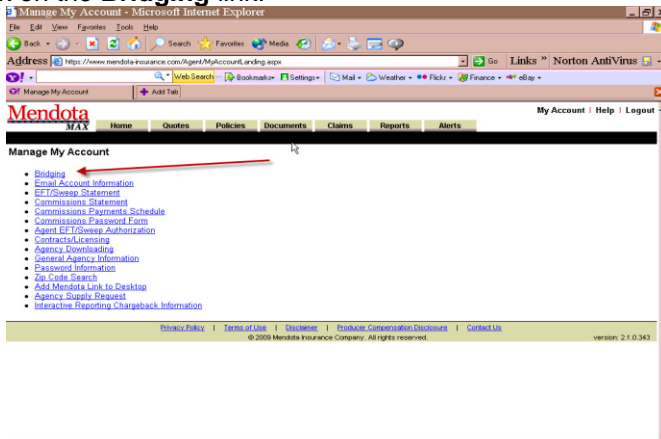 on the Bridging link.
Manage My Account - Microsoft Internet Explorer
File Edit View Favorites Tools Help
Back Search Favorites Media
Address https://www.mendota-insurance.com/Agent/MyAccountLanding.aspx Go Links » Norton AntiVirus
Web Search Bookmarks Settings Mail Weather Flickr Finance eBay
Manage My Account Add Tab
Mendota My Account | Help | Logout
MAX Home Quotes Policies Documents Claims Reports Alerts
Manage My Account
• Bridging
• Email Account Information
• EFT/Sweep Statement
• Commissions Statement
• Commissions Payments Schedule
• Commissions Password Form
• Agent EFT/Sweep Authorization
• Contracts/Licensing
• Agency Downloading
• General Agency Information
• Password Information
• Zip Code Search
• Add Mendota Link to Desktop
• Agency Supply Request
• Interactive Reporting Chargeback Information
Privacy Policy | Terms of Use | Disclaimer | Producer Compensation Disclosure | Contact Us
© 2009 Mendota Insurance Company. All rights reserved. version: 2.1.0.343